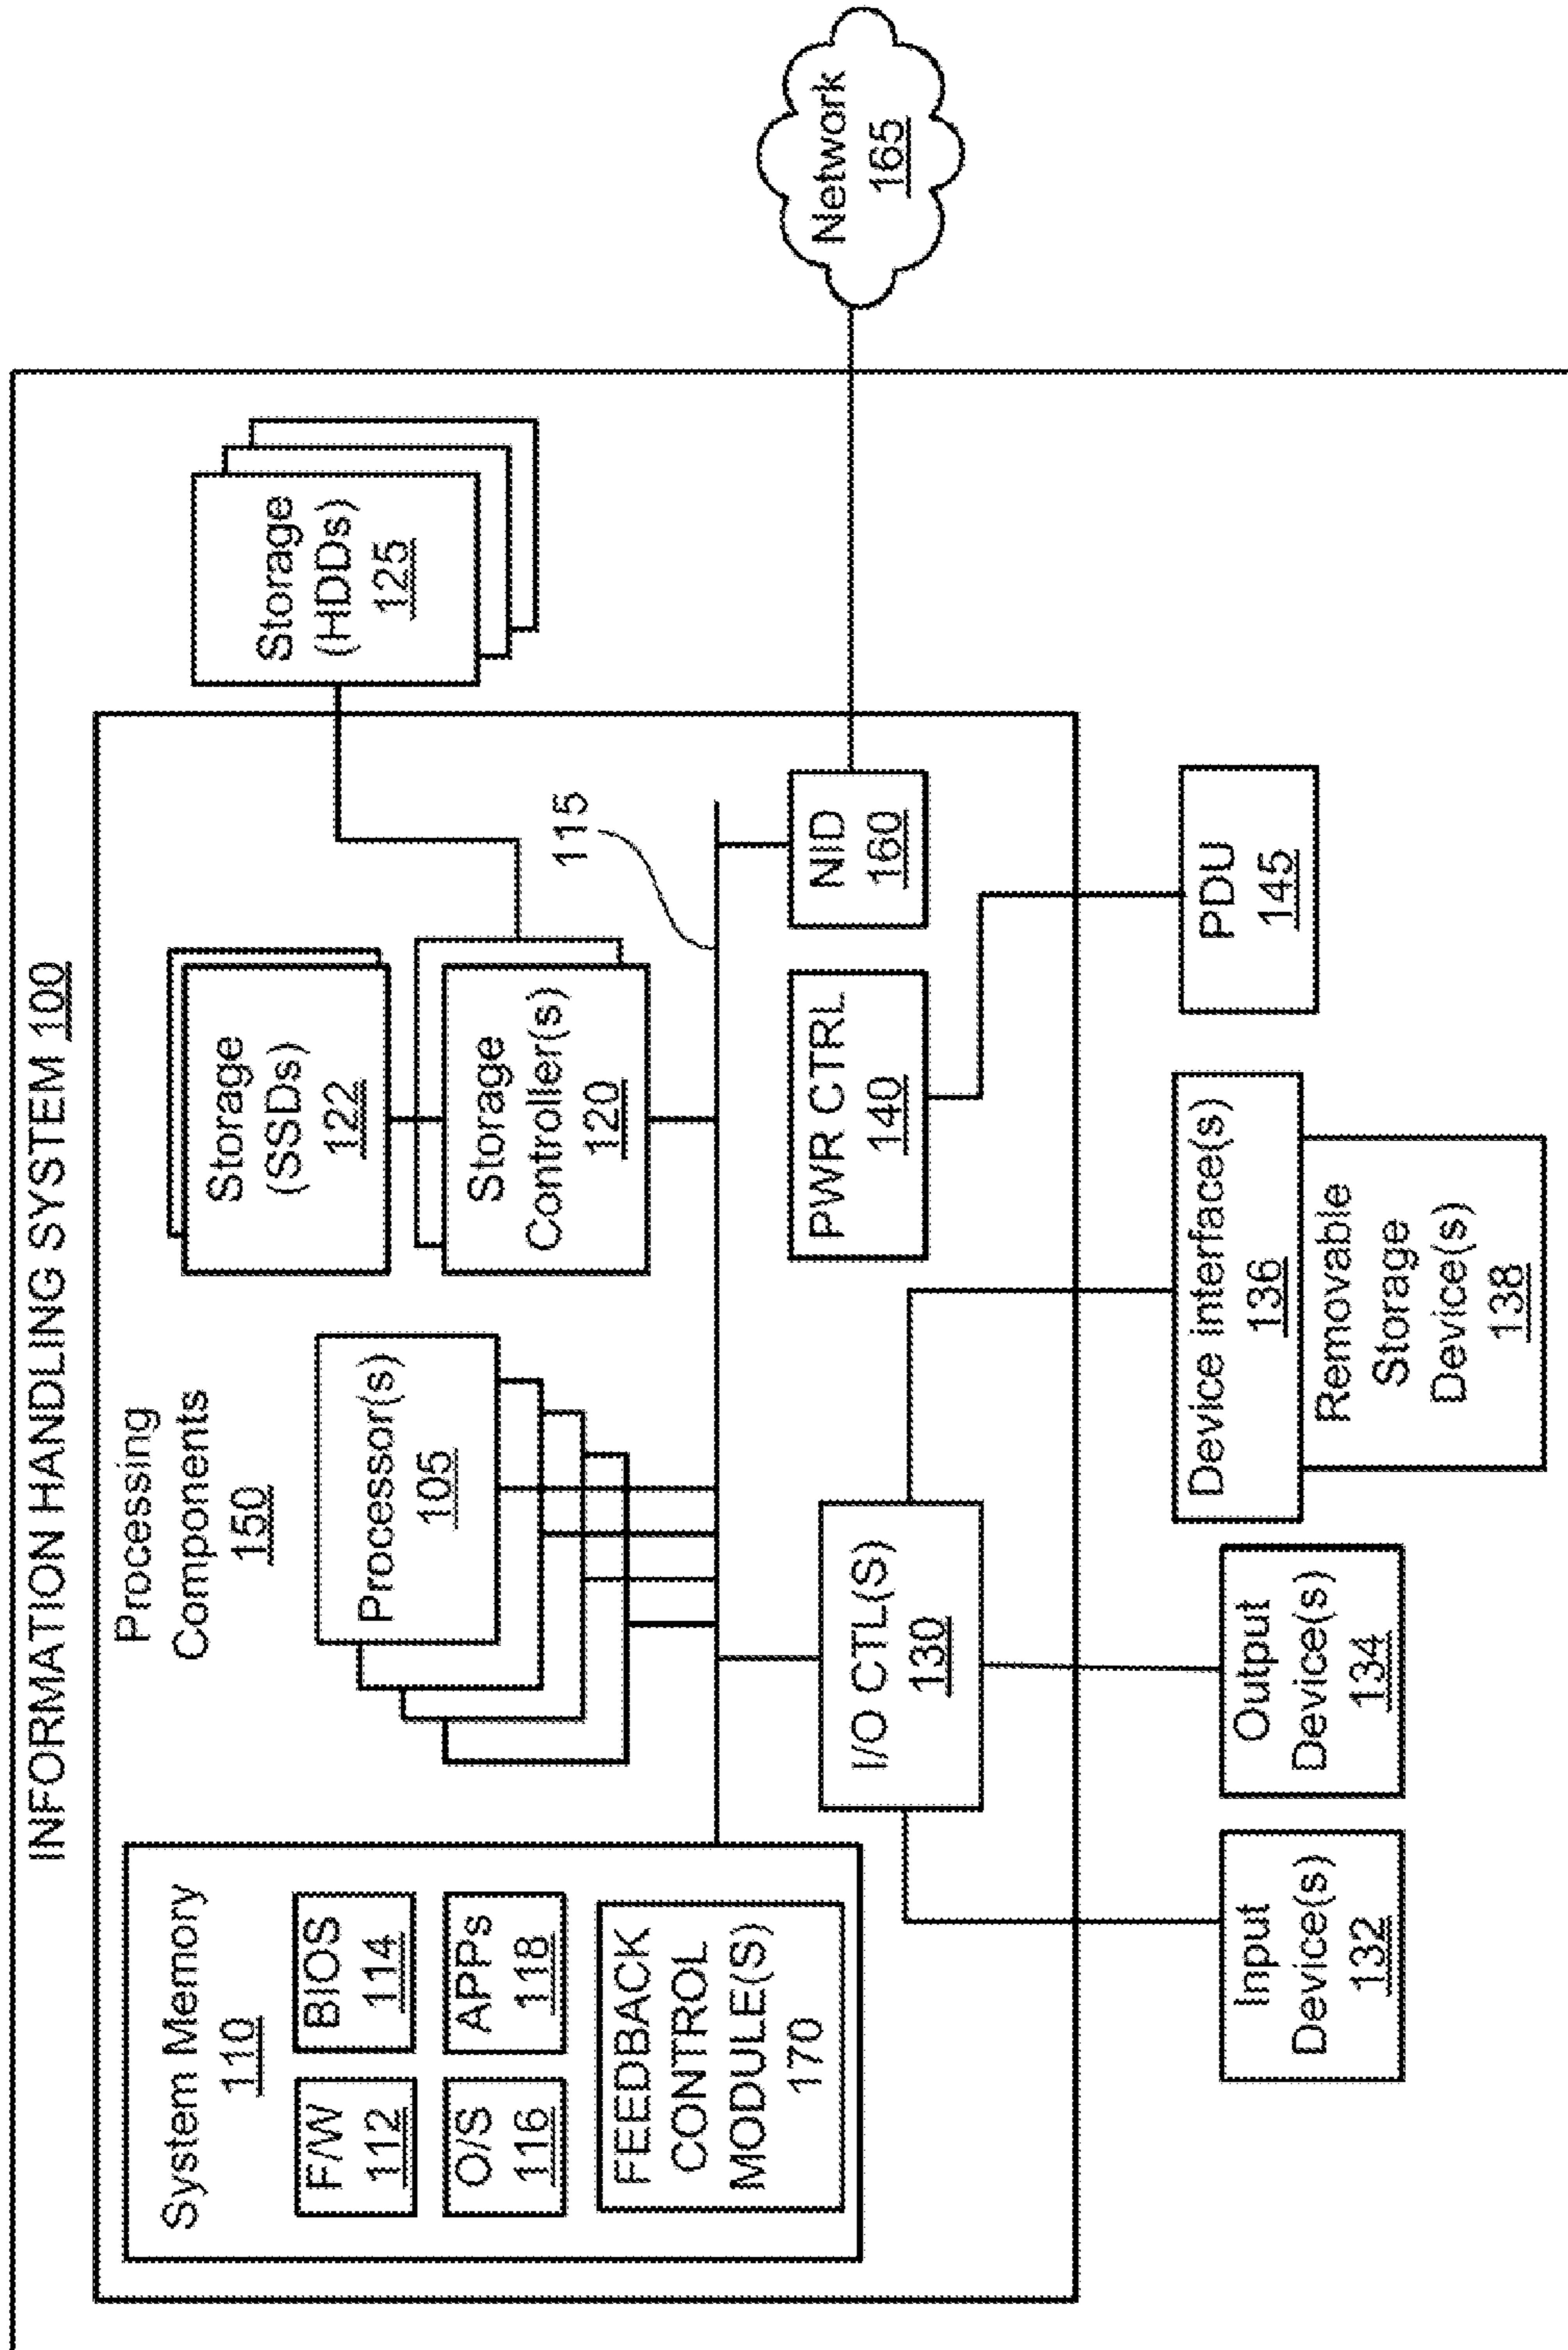 INFORMATION HANDLING SYSTEM 100
Processing
Components
150
System Memory
110
F/W
112
BIOS
114
O/S
116
APPs
118
FEEDBACK
CONTROL
MODULE(S)
170
Processor(s)
105
Storage
(SSDs)
122
Storage
Controller(s)
120
Storage
(HDDs)
125
115
I/O CTL(S)
130
PWR CTRL
140
NID
160
Network
165
Input
Device(s)
132
Output
Device(s)
134
Device interface(s)
136
Removable
Storage
Device(s)
138
PDU
145